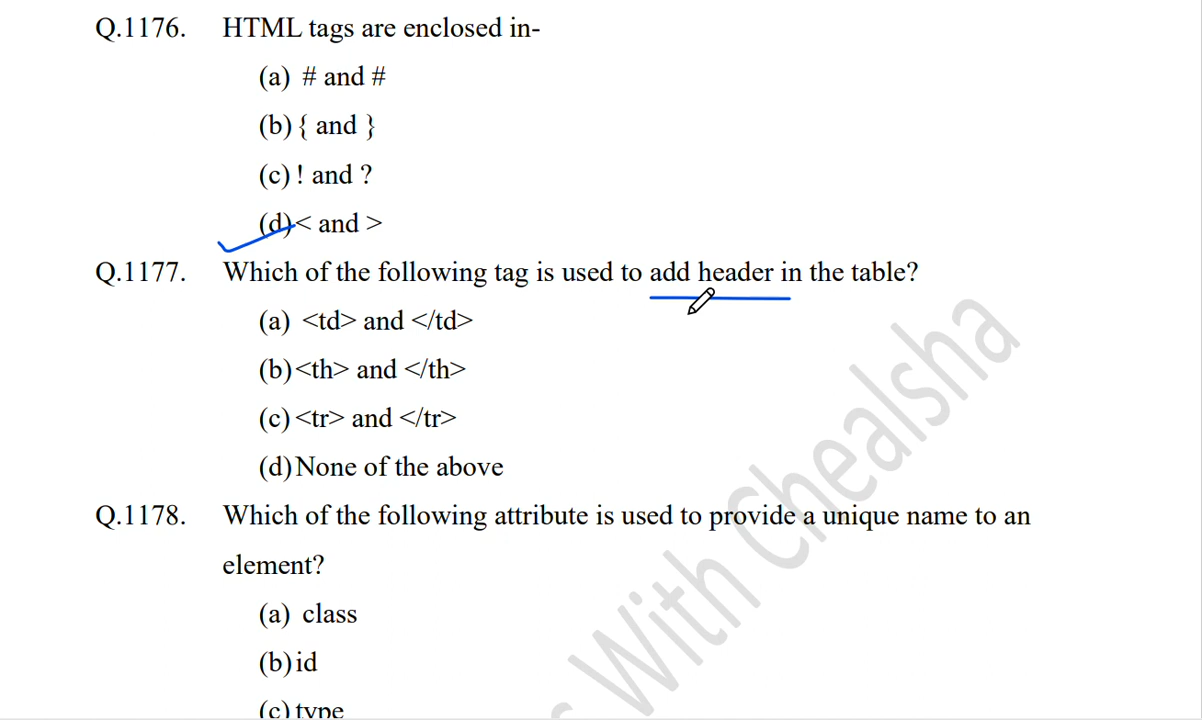 Q.1176. HTML tags are enclosed in-
(a) # and #
(b) { and }
(c) ! and ?
(d) < and >
Q.1177. Which of the following tag is used to add header in the table?
(a) <td> and </td>
(b) <th> and </th>
(c) <tr> and </tr>
(d) None of the above
Q.1178. Which of the following attribute is used to provide a unique name to an
element?
(a) class
(b) id
(c) type
With Chealsha